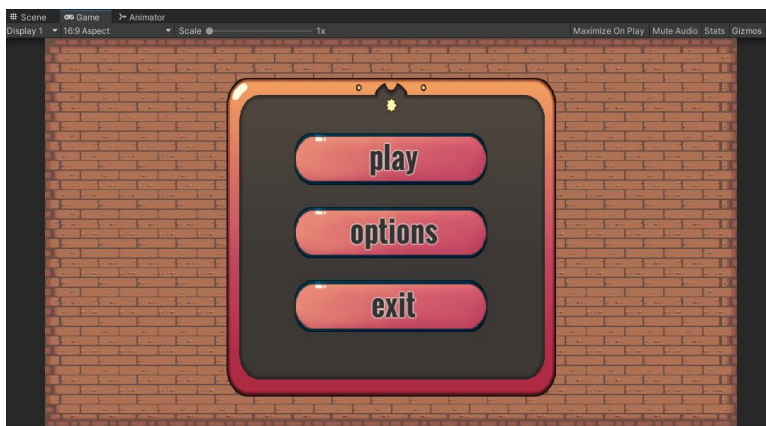 Scene Game Animator
Display 1 16:9 Aspect Scale 1x Maximize On Play Mute Audio Stats Gizmos
play
options
exit